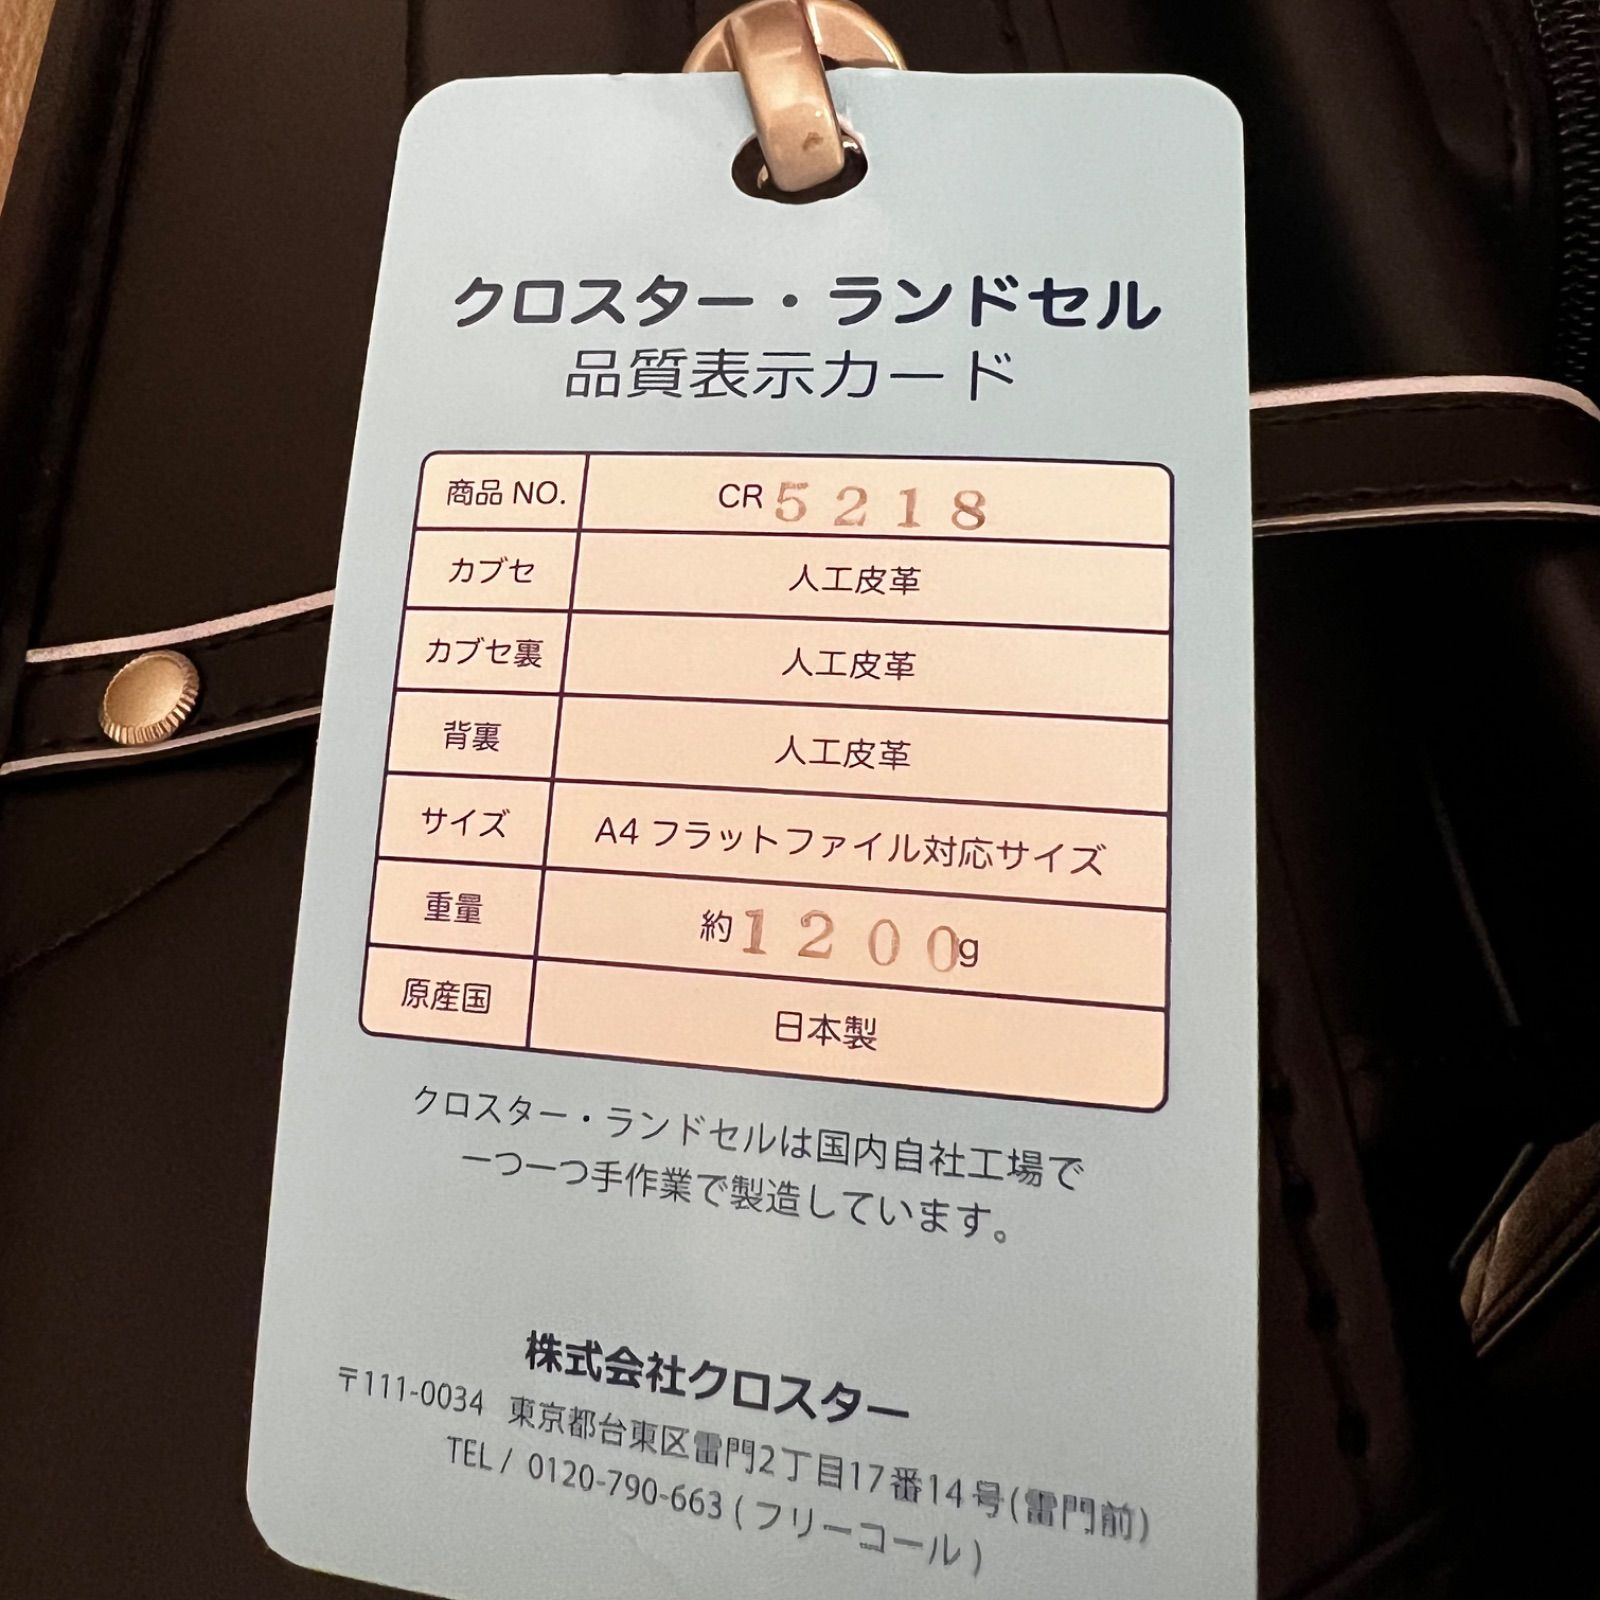 クロスター・ランドセル
品質表示カード
商品 NO. CR 5218
カブセ 人工皮革
カブセ裏 人工皮革
背裏 人工皮革
サイズ A4 フラットファイル対応サイズ
重量 約1200g
原産国 日本製
クロスター・ランドセルは国内自社工場で
一つ一つ手作業で製造しています。
株式会社クロスター
〒111-0034 東京都台東区雷門2丁目17番14号(雷門前)
TEL / 0120-790-663 ( フリーコール )